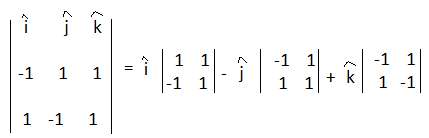 | î ĵ k̂ |
| -1 1 1 | = î | 1 1 | - ĵ | -1 1 | + k̂ | -1 1 |
| 1 -1 1 | | -1 1 | | 1 1 | | 1 -1 |